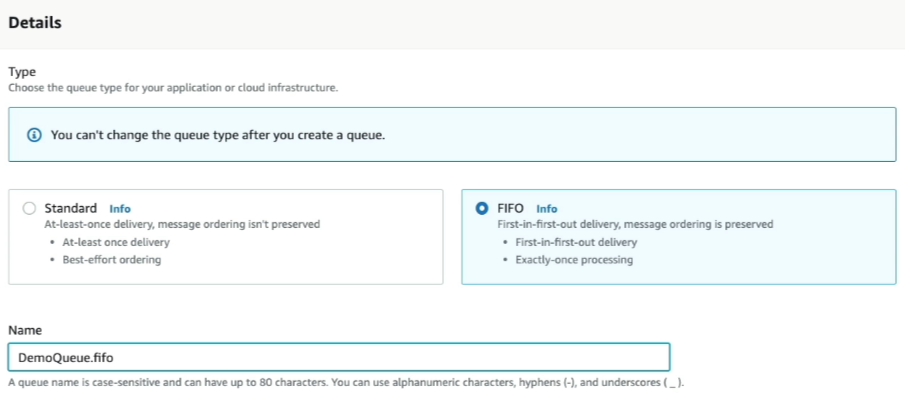 Details
Type
Choose the queue type for your application or cloud infrastructure.
You can't change the queue type after you create a queue.
Standard Info
At-least-once delivery, message ordering isn't preserved
• At-least once delivery
• Best-effort ordering
FIFO Info
First-in-first-out delivery, message ordering is preserved
• First-in-first-out delivery
• Exactly-once processing
Name
DemoQueue.fifo
A queue name is case-sensitive and can have up to 80 characters. You can use alphanumeric characters, hyphens (-), and underscores ( _ ).